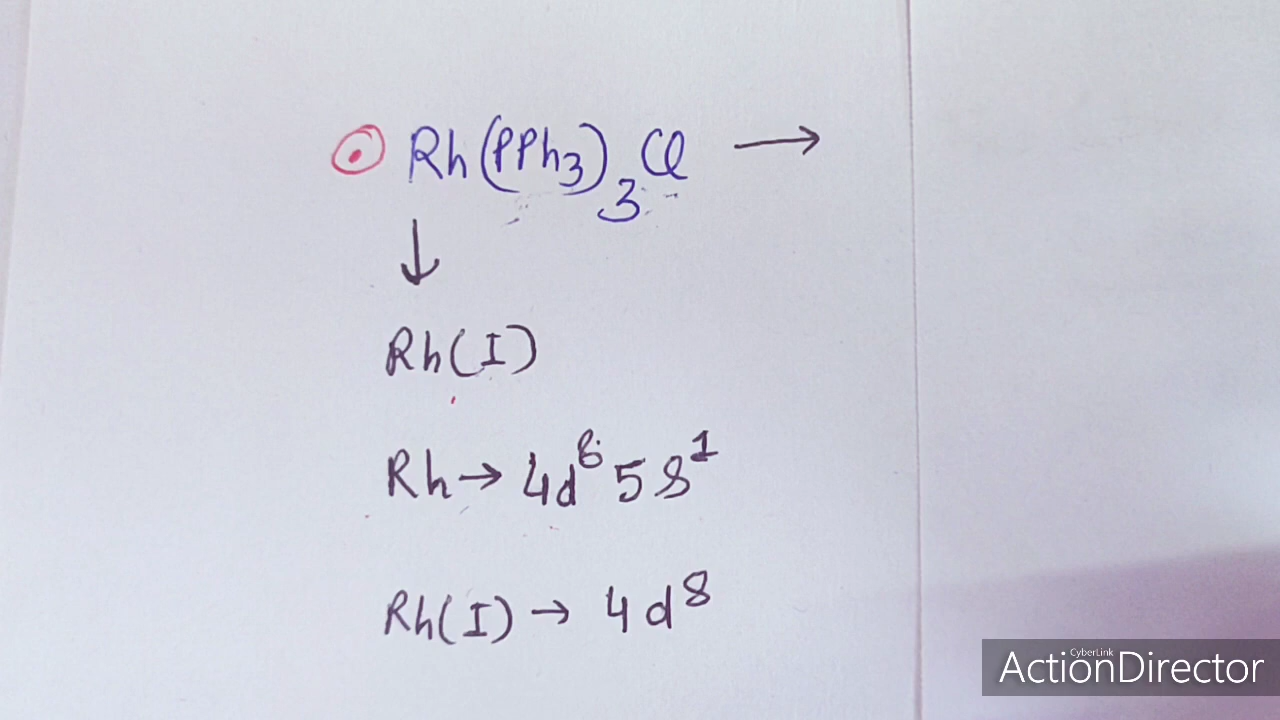 ⊙ Rh(PPh₃)₃Cl →
↓
Rh(I)
Rh → 4d⁸ 5s¹
Rh(I) → 4d⁸
CyberLink
ActionDirector